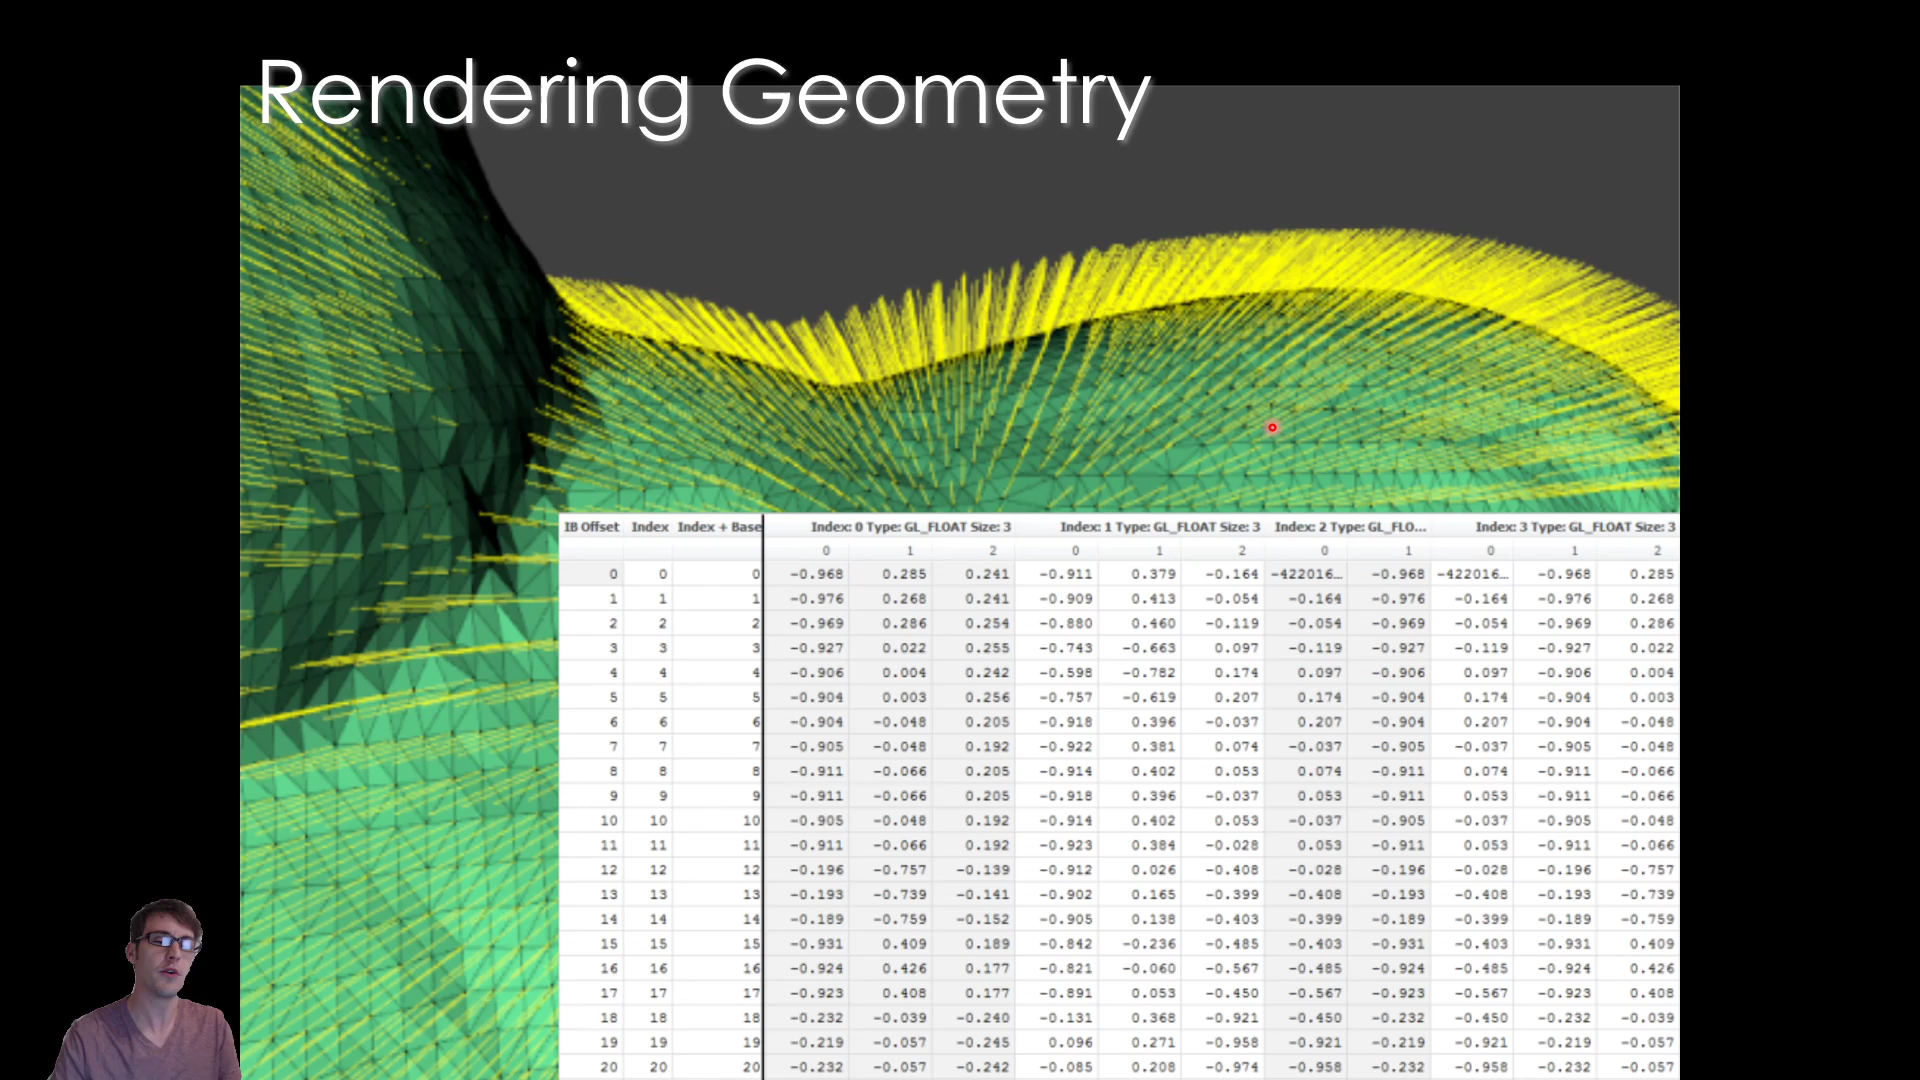 Rendering Geometry
IB Offset Index Index + Base Index: 0 Type: GL_FLOAT Size: 3 Index: 1 Type: GL_FLOAT Size: 3 Index: 2 Type: GL_FLO... Index: 3 Type: GL_FLOAT Size: 3
0 1 2 0 1 2 0 1 0 1 2
0 0 0 -0.968 0.285 0.241 -0.911 0.379 -0.164 -422016... -0.968 -422016... -0.968 0.285
1 1 1 -0.976 0.268 0.241 -0.909 0.413 -0.054 -0.164 -0.976 -0.164 -0.976 0.268
2 2 2 -0.969 0.286 0.254 -0.880 0.460 -0.119 -0.054 -0.969 -0.054 -0.969 0.286
3 3 3 -0.927 0.022 0.255 -0.743 -0.663 0.097 -0.119 -0.927 -0.119 -0.927 0.022
4 4 4 -0.906 0.004 0.242 -0.598 -0.782 0.174 0.097 -0.906 0.097 -0.906 0.004
5 5 5 -0.904 0.003 0.256 -0.757 -0.619 0.207 0.174 -0.904 0.174 -0.904 0.003
6 6 6 -0.904 -0.048 0.205 -0.918 0.396 -0.037 0.207 -0.904 0.207 -0.904 -0.048
7 7 7 -0.905 -0.048 0.192 -0.922 0.381 0.074 -0.037 -0.905 -0.037 -0.905 -0.048
8 8 8 -0.911 -0.066 0.205 -0.914 0.402 0.053 0.074 -0.911 0.074 -0.911 -0.066
9 9 9 -0.911 -0.066 0.205 -0.918 0.396 -0.037 0.053 -0.911 0.053 -0.911 -0.066
10 10 10 -0.905 -0.048 0.192 -0.914 0.402 0.053 -0.037 -0.905 -0.037 -0.905 -0.048
11 11 11 -0.911 -0.066 0.192 -0.923 0.384 -0.028 0.053 -0.911 0.053 -0.911 -0.066
12 12 12 -0.196 -0.757 -0.139 -0.912 0.026 -0.408 -0.028 -0.196 -0.028 -0.196 -0.757
13 13 13 -0.193 -0.739 -0.141 -0.902 0.165 -0.399 -0.408 -0.193 -0.408 -0.193 -0.739
14 14 14 -0.189 -0.759 -0.152 -0.905 0.138 -0.403 -0.399 -0.189 -0.399 -0.189 -0.759
15 15 15 -0.931 0.409 0.189 -0.842 -0.236 -0.485 -0.403 -0.931 -0.403 -0.931 0.409
16 16 16 -0.924 0.426 0.177 -0.821 -0.060 -0.567 -0.485 -0.924 -0.485 -0.924 0.426
17 17 17 -0.923 0.408 0.177 -0.891 0.053 -0.450 -0.567 -0.923 -0.567 -0.923 0.408
18 18 18 -0.232 -0.039 -0.240 -0.131 0.368 -0.921 -0.450 -0.232 -0.450 -0.232 -0.039
19 19 19 -0.219 -0.057 -0.245 0.096 0.271 -0.958 -0.921 -0.219 -0.921 -0.219 -0.057
20 20 20 -0.232 -0.057 -0.242 -0.085 0.208 -0.974 -0.958 -0.232 -0.958 -0.232 -0.057